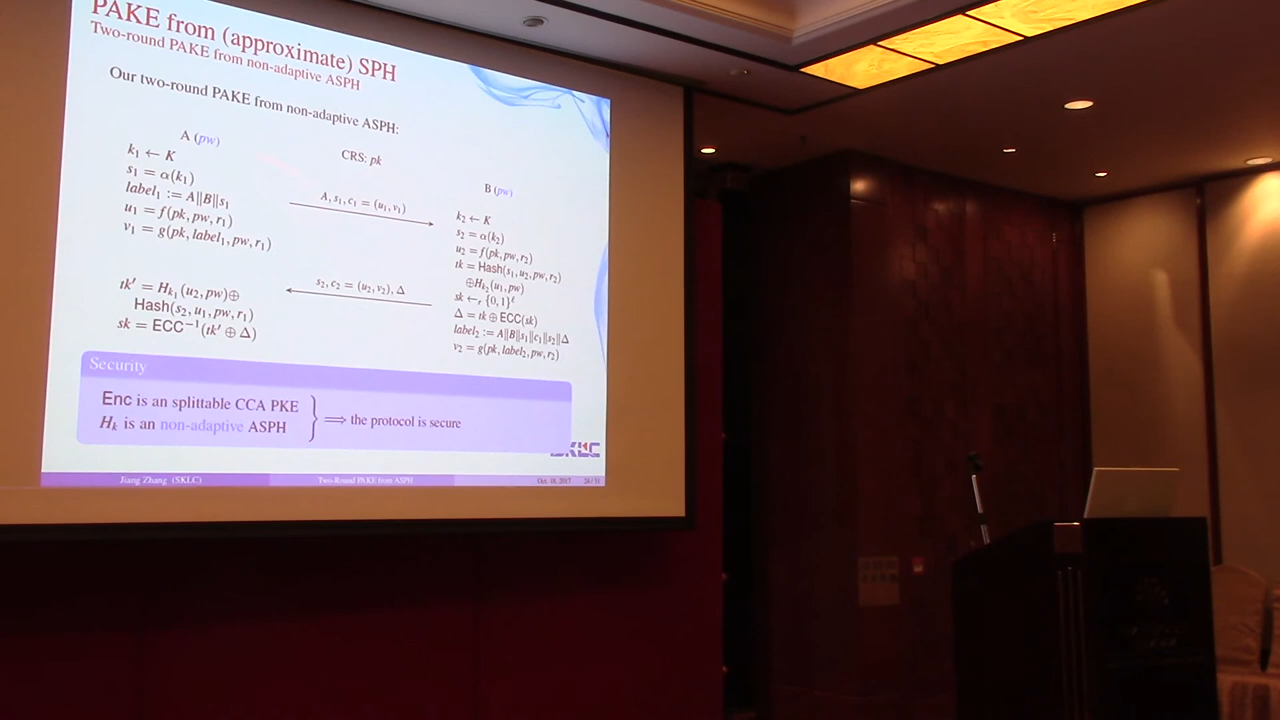 PAKE from (approximate) SPH
Two-round PAKE from non-adaptive ASPH
Our two-round PAKE from non-adaptive ASPH:
A (pw)
k₁ ← K
s₁ = α(k₁)
label₁ := A||B||s₁
u₁ = f(pk, pw, r₁)
v₁ = g(pk, label₁, pw, r₁)
CRS: pk
A, s₁, c₁ = (u₁, v₁)
B (pw)
k₂ ← K
s₂ = α(k₂)
u₂ = f(pk, pw, r₂)
tk = Hash(s₁, u₂, pw, r₂)
⊕H_{k₂}(u₁, pw)
sk ←ᵣ {0, 1}^ℓ
Δ = tk ⊕ ECC(sk)
label₂ := A||B||s₁||c₁||s₂||Δ
v₂ = g(pk, label₂, pw, r₂)
s₂, c₂ = (u₂, v₂), Δ
tk′ = H_{k₁}(u₂, pw)⊕
Hash(s₂, u₁, pw, r₁)
sk = ECC⁻¹(tk′ ⊕ Δ)
Security
Enc is an splittable CCA PKE
H_k is an non-adaptive ASPH
⟹ the protocol is secure
SKLC
Jiang Zhang (SKLC)
Two-Round PAKE from ASPH
Oct. 18, 2017
24 / 31